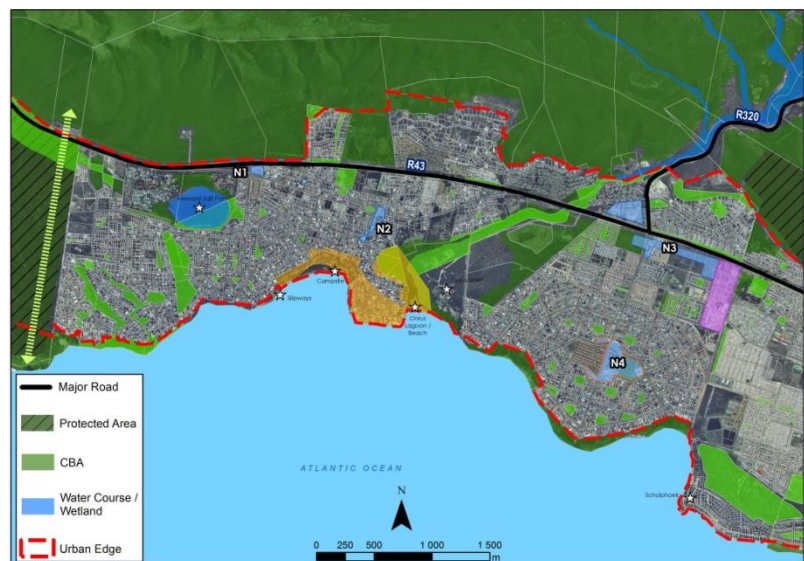 R320
R43
N1
N2
N3
Campsite
Slipways
Onrus
Lagoon /
Beach
N4
Schulphoek
ATLANTIC OCEAN
N
0 250 500 1 000 1 500
m
Major Road
Protected Area
CBA
Water Course /
Wetland
Urban Edge